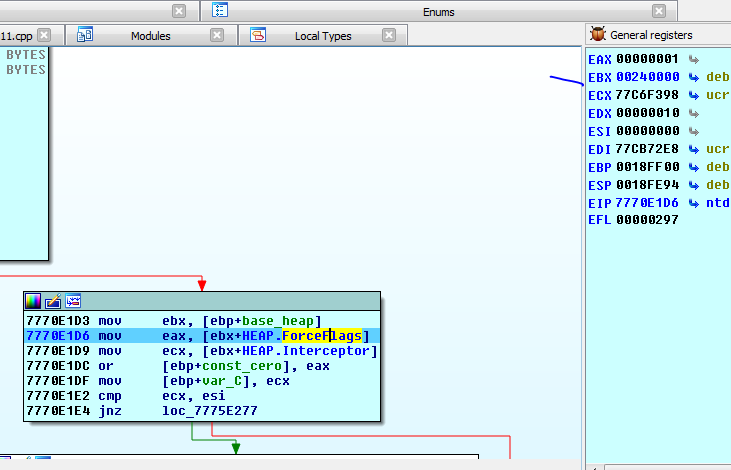 Enums
11.cpp
Modules
Local Types
General registers
BYTES
BYTES
EAX 00000001
EBX 00240000 deb
ECX 77C6F398 ucr
EDX 00000010
ESI 00000000
EDI 77CB72E8 ucr
EBP 0018FF00 deb
ESP 0018FE94 deb
EIP 7770E1D6 ntd
EFL 00000297
7770E1D3 mov ebx, [ebp+base_heap]
7770E1D6 mov eax, [ebx+HEAP.ForceFlags]
7770E1D9 mov ecx, [ebx+HEAP.Interceptor]
7770E1DC or [ebp+const_cero], eax
7770E1DF mov [ebp+var_C], ecx
7770E1E2 cmp ecx, esi
7770E1E4 jnz loc_7775E277